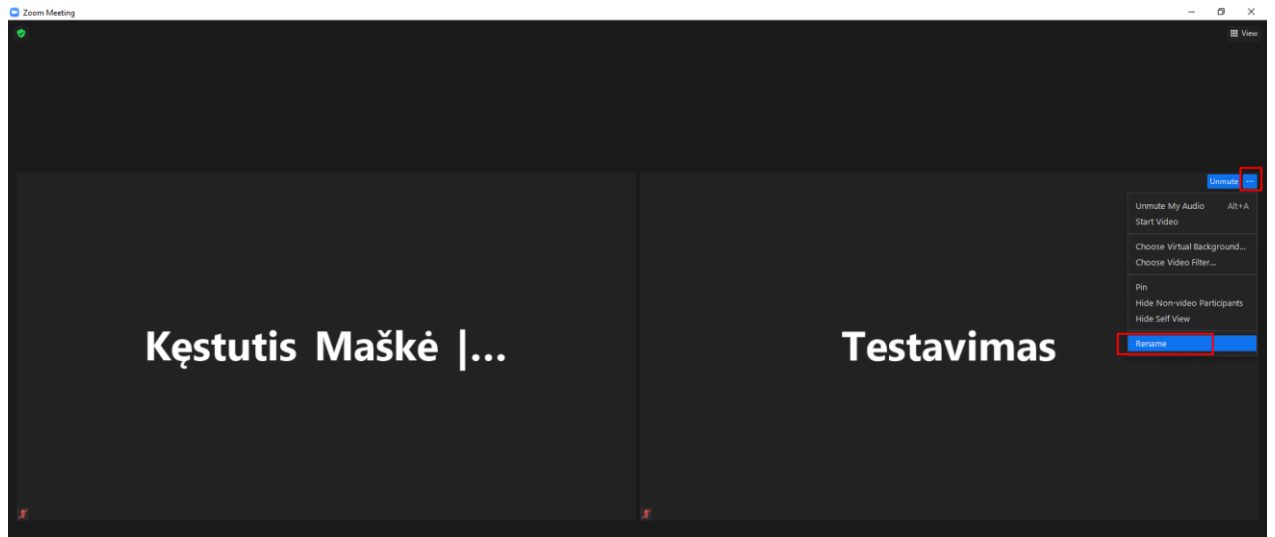 Zoom Meeting
View
Unmute ...
Unmute My Audio Alt+A
Start Video
Choose Virtual Background...
Choose Video Filter...
Pin
Hide Non-video Participants
Hide Self View
Rename
Kęstutis Maškė |...
Testavimas